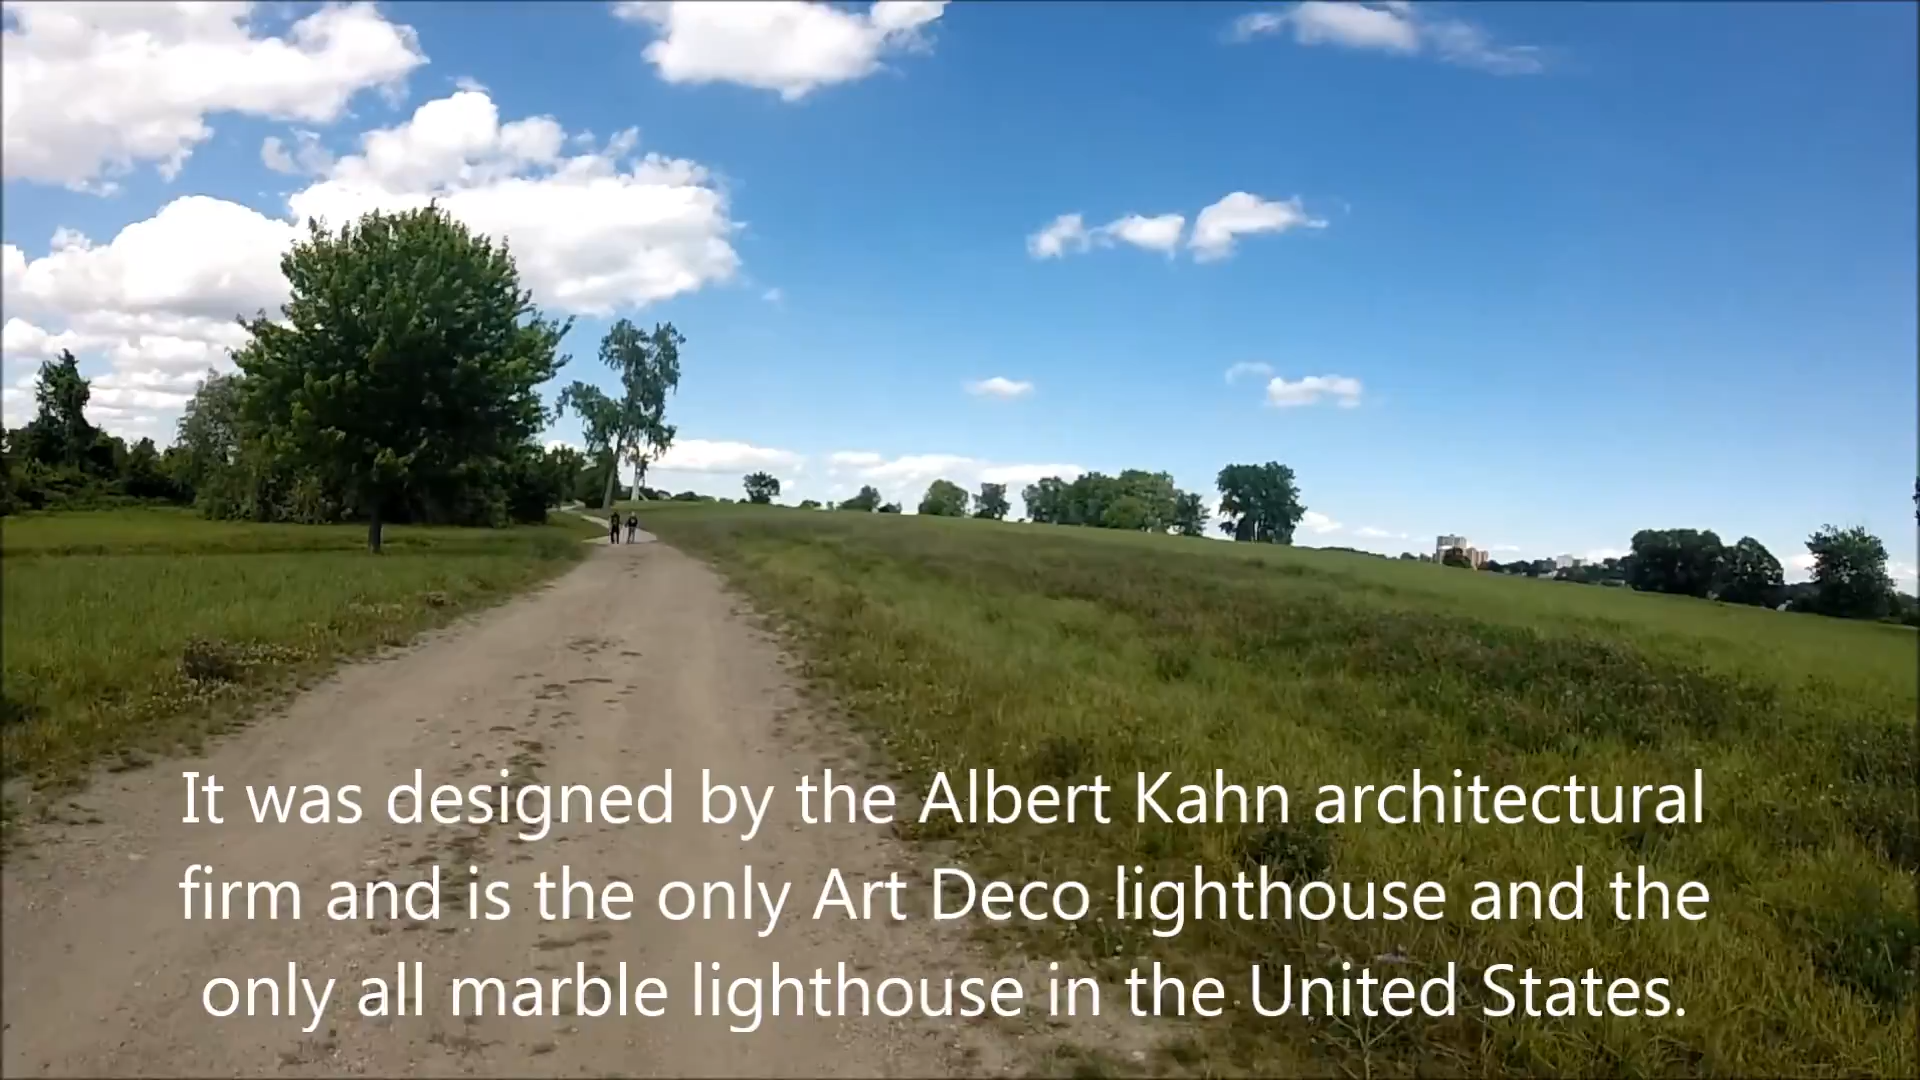 It was designed by the Albert Kahn architectural
firm and is the only Art Deco lighthouse and the
only all marble lighthouse in the United States.